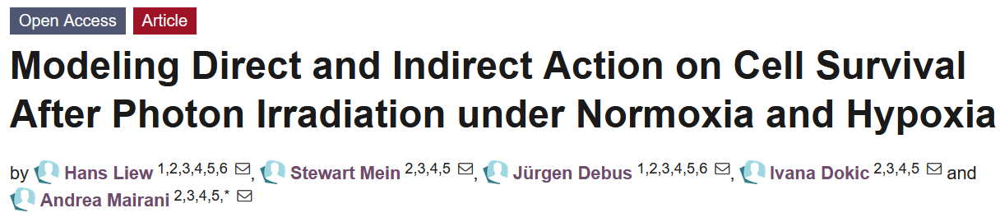 Open Access Article
Modeling Direct and Indirect Action on Cell Survival
After Photon Irradiation under Normoxia and Hypoxia
by Hans Liew 1,2,3,4,5,6, Stewart Mein 2,3,4,5, Jürgen Debus 1,2,3,4,5,6, Ivana Dokic 2,3,4,5 and
Andrea Mairani 2,3,4,5,*